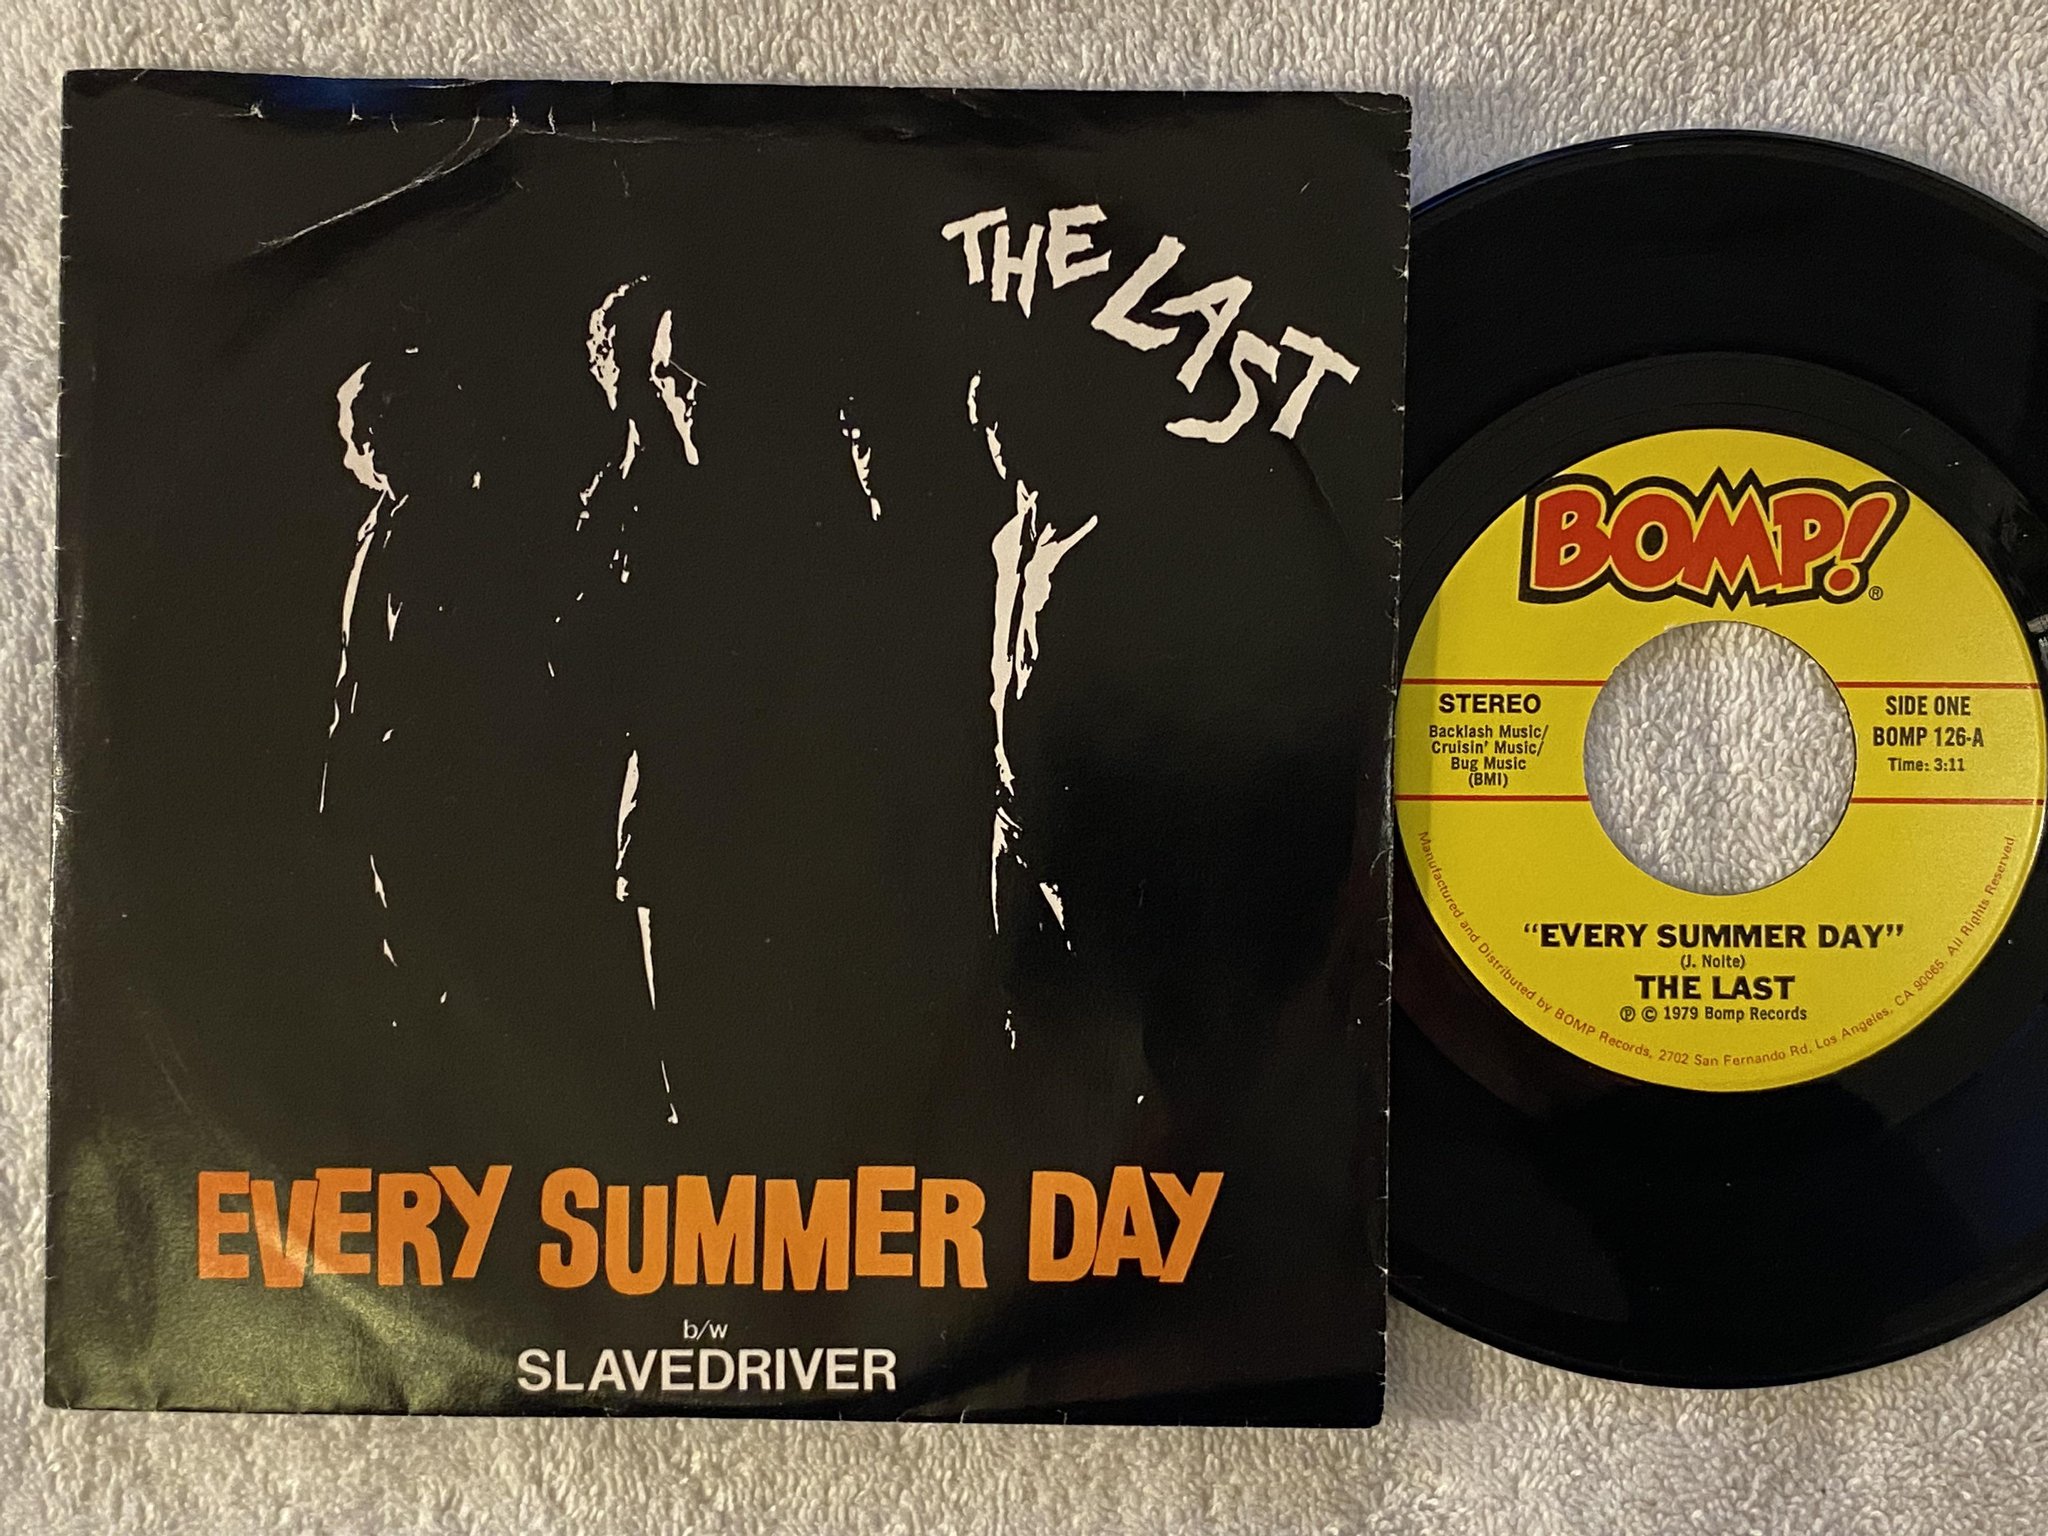 THE LAST
EVERY SUMMER DAY
b/w
SLAVEDRIVER
BOMP!®
STEREO
Backlash Music/
Cruisin' Music/
Bug Music
(BMI)
SIDE ONE
BOMP 126-A
Time: 3:11
“EVERY SUMMER DAY”
(J. Nolte)
THE LAST
℗ © 1979 Bomp Records
Manufactured and Distributed by BOMP Records, 2702 San Fernando Rd, Los Angeles, CA 90065. All Rights Reserved